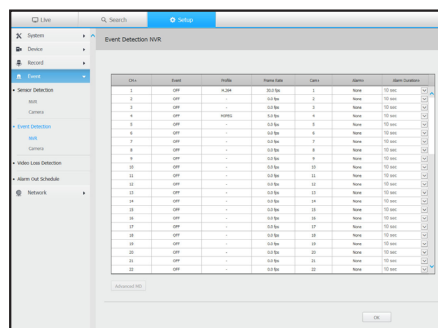 Live
Search
Setup
System
Device
Record
Event
Sensor Detection
NVR
Camera
Event Detection
NVR
Camera
Video Loss Detection
Alarm Out Schedule
Network
Event Detection NVR
CH Event Profile Frame Rate Cam Alarm Alarm Duration
1 OFF H.264 30.0 fps 1 None 10 sec
2 OFF - 0.0 fps 2 None 10 sec
3 OFF - 0.0 fps 3 None 10 sec
4 OFF MJPEG 0.0 fps 4 None 10 sec
5 OFF - 0.0 fps 5 None 10 sec
6 OFF - 0.0 fps 6 None 10 sec
7 OFF - 0.0 fps 7 None 10 sec
8 OFF - 0.0 fps 8 None 10 sec
9 OFF - 0.0 fps 9 None 10 sec
10 OFF - 0.0 fps 10 None 10 sec
11 OFF - 0.0 fps 11 None 10 sec
12 OFF - 0.0 fps 12 None 10 sec
13 OFF - 0.0 fps 13 None 10 sec
14 OFF - 0.0 fps 14 None 10 sec
15 OFF - 0.0 fps 15 None 10 sec
16 OFF - 0.0 fps 16 None 10 sec
17 OFF - 0.0 fps 17 None 10 sec
18 OFF - 0.0 fps 18 None 10 sec
19 OFF - 0.0 fps 19 None 10 sec
20 OFF - 0.0 fps 20 None 10 sec
21 OFF - 0.0 fps 21 None 10 sec
22 OFF - 0.0 fps 22 None 10 sec
OK